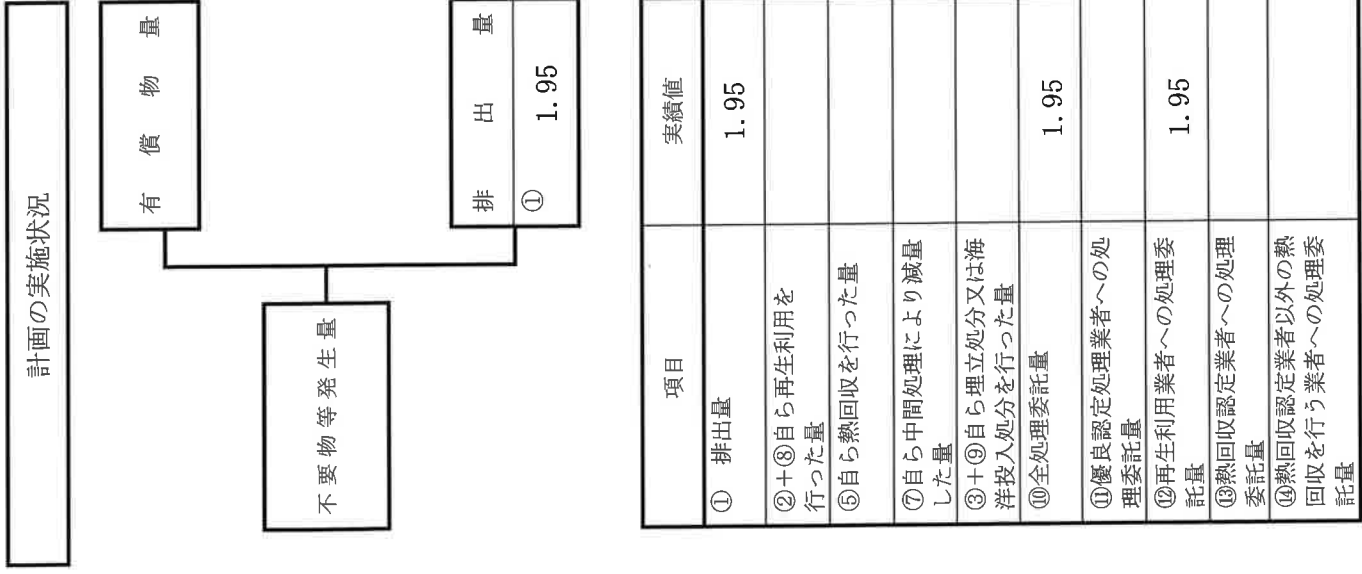 計画の実施状況
有償物量
不要物等発生量
排出量
① 1.95
項目 実績値
① 排出量 1.95
②+⑧自ら再生利用を
行った量
⑤自ら熱回収を行った量
⑦自ら中間処理により減量
した量
③+⑨自ら埋立処分又は海
洋投入処分を行った量
⑩全処理委託量 1.95
⑪優良認定処理業者への処
理委託量
⑫再生利用業者への処理委
託量 1.95
⑬熱回収認定業者への処理
委託量
⑭熱回収認定業者以外の熱
回収を行う業者への処理委
託量